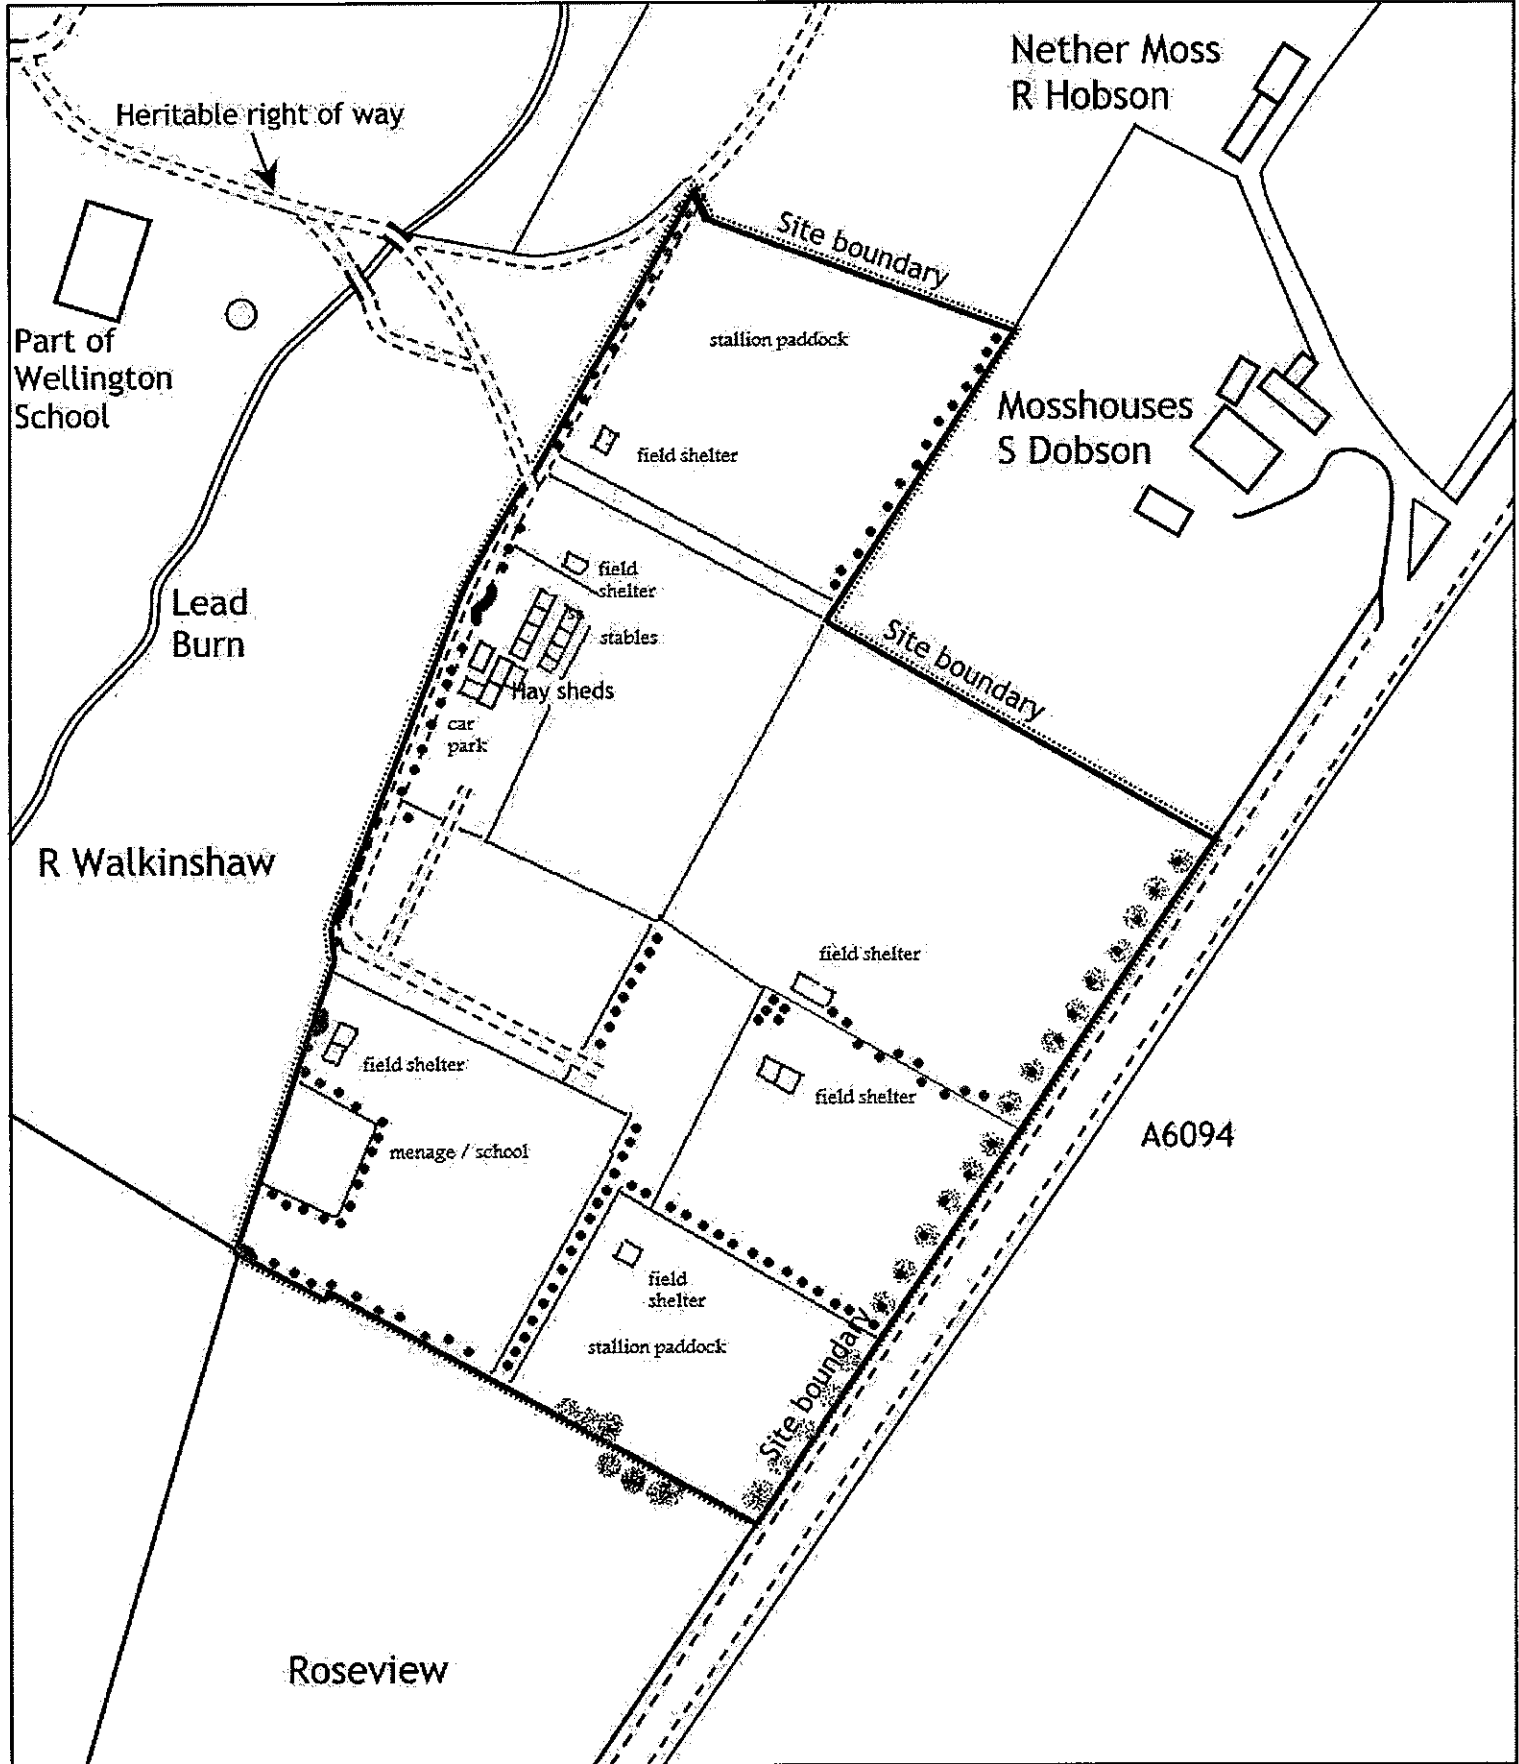 Nether Moss
R Hobson
Heritable right of way
Site boundary
stallion paddock
Part of
Wellington
School
Mosshouses
S Dobson
field shelter
field
shelter
Lead
Burn
stables
Site boundary
Hay sheds
car
park
R Walkinshaw
field shelter
field shelter
field shelter
A6094
menage / school
field
shelter
stallion paddock
Site boundary
Roseview